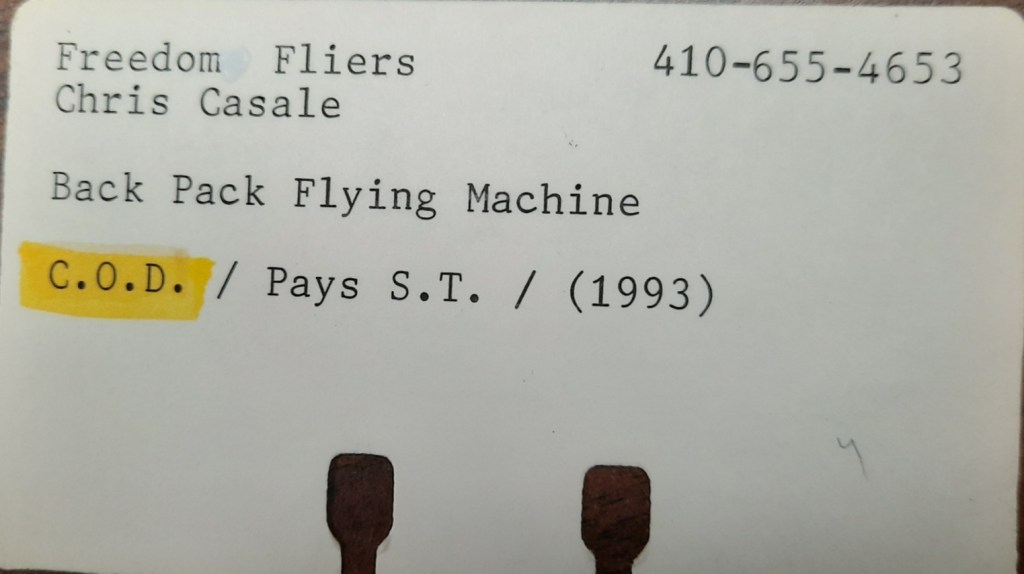 Freedom Fliers 410-655-4653
Chris Casale
Back Pack Flying Machine
C.O.D. / Pays S.T. / (1993)